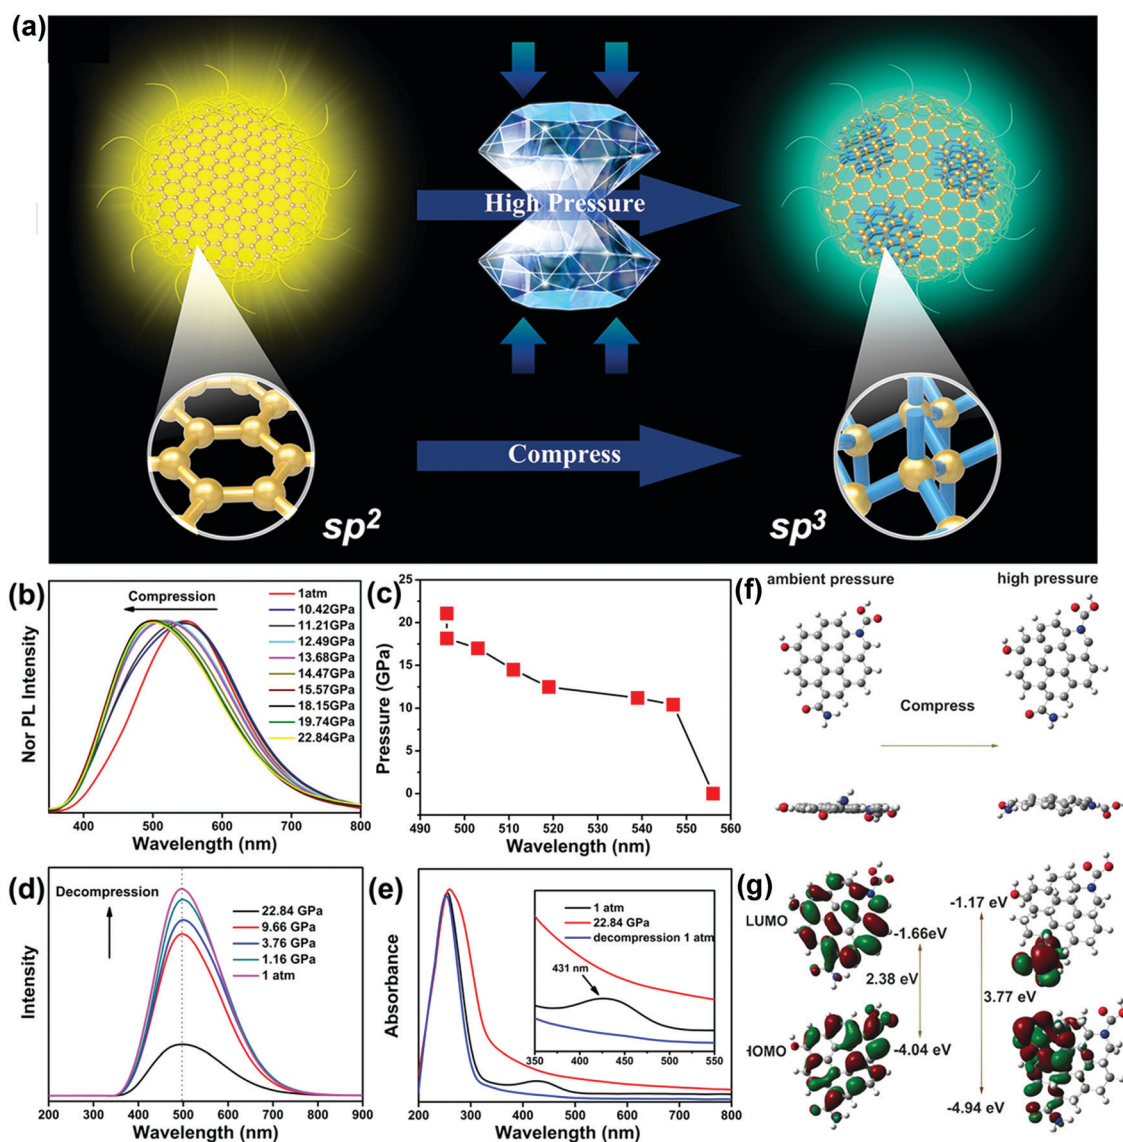 (a)
High Pressure
Compress
sp²
sp³
(b)
Compression
1atm
10.42GPa
11.21GPa
12.49GPa
13.68GPa
14.47GPa
15.57GPa
18.15GPa
19.74GPa
22.84GPa
Nor PL Intensity
400 500 600 700 800
Wavelength (nm)
(c)
25
20
15
10
5
0
Pressure (GPa)
490 500 510 520 530 540 550 560
Wavelength (nm)
(d)
Decompression
22.84 GPa
9.66 GPa
3.76 GPa
1.16 GPa
1 atm
Intensity
200 300 400 500 600 700 800 900
Wavelength (nm)
(e)
1 atm
22.84 GPa
decompression 1 atm
431 nm
350 400 450 500 550
Absorbance
200 300 400 500 600 700 800
Wavelength (nm)
(f)
ambient pressure
high pressure
Compress
(g)
LUMO
-1.66eV
-1.17 eV
2.38 eV
3.77 eV
HOMO
-4.04 eV
-4.94 eV